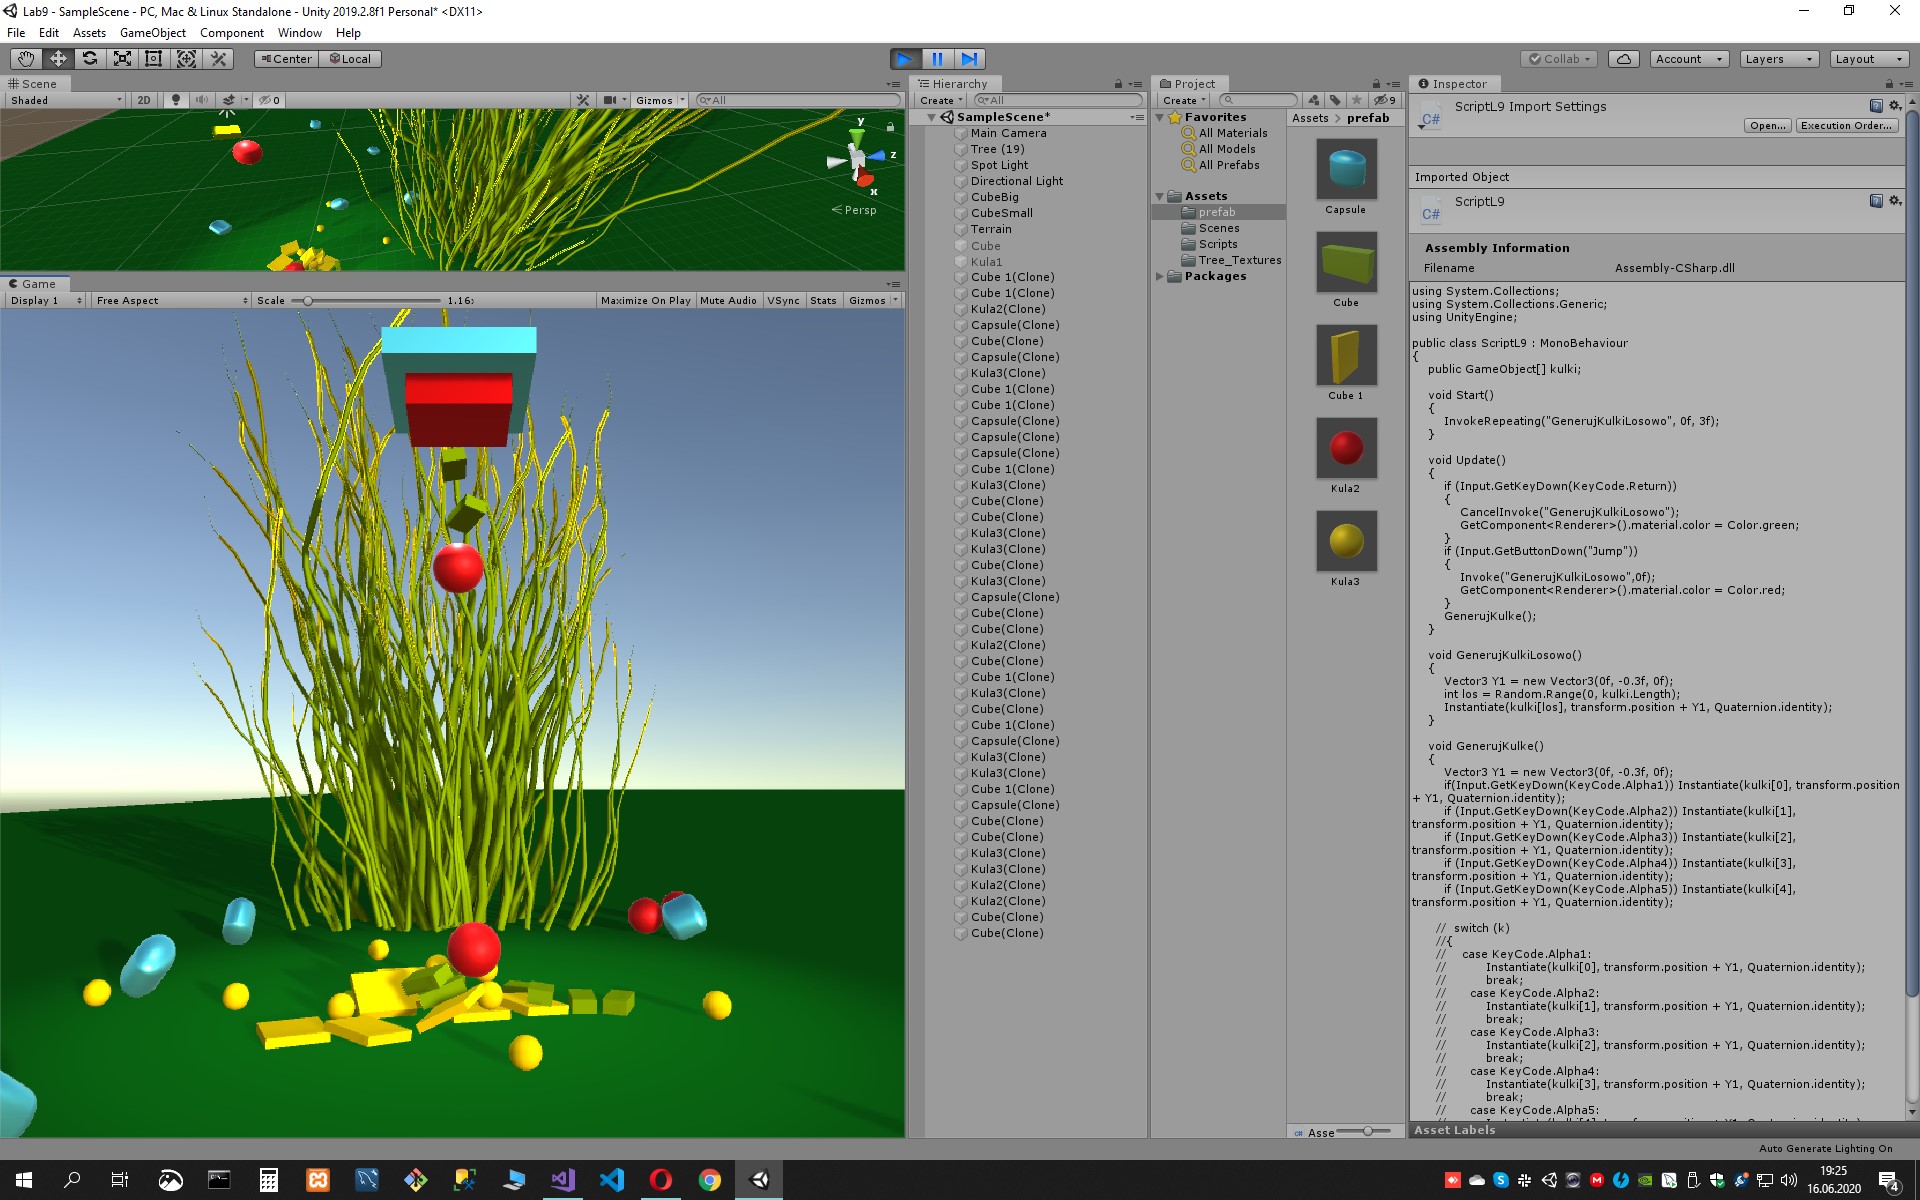 Lab9 - SampleScene - PC, Mac & Linux Standalone - Unity 2019.2.8f1 Personal* <DX11>
File Edit Assets GameObject Component Window Help
Center Local
Collab Account Layers Layout
Scene
Shaded 2D 0 Gizmos All
y
z
x
Persp
Game
Display 1 Free Aspect Scale 1.16x Maximize On Play Mute Audio VSync Stats Gizmos
Hierarchy
Create All
SampleScene*
Main Camera
Tree (19)
Spot Light
Directional Light
CubeBig
CubeSmall
Terrain
Cube
Kula1
Cube 1(Clone)
Cube 1(Clone)
Kula2(Clone)
Capsule(Clone)
Cube(Clone)
Capsule(Clone)
Kula3(Clone)
Cube 1(Clone)
Cube 1(Clone)
Capsule(Clone)
Capsule(Clone)
Capsule(Clone)
Cube 1(Clone)
Kula3(Clone)
Cube(Clone)
Cube(Clone)
Kula3(Clone)
Kula3(Clone)
Cube(Clone)
Kula3(Clone)
Capsule(Clone)
Cube(Clone)
Cube(Clone)
Kula2(Clone)
Cube(Clone)
Cube 1(Clone)
Kula3(Clone)
Cube(Clone)
Cube 1(Clone)
Capsule(Clone)
Kula3(Clone)
Kula3(Clone)
Cube 1(Clone)
Capsule(Clone)
Cube(Clone)
Cube(Clone)
Kula3(Clone)
Kula3(Clone)
Kula2(Clone)
Kula2(Clone)
Cube(Clone)
Cube(Clone)
Project
Create 9
Favorites
All Materials
All Models
All Prefabs
Assets
prefab
Scenes
Scripts
Tree_Textures
Packages
Assets prefab
Capsule
Cube
Cube 1
Kula2
Kula3
Asse
Inspector
C# ScriptL9 Import Settings
Open... Execution Order...
Imported Object
C# ScriptL9
Assembly Information
Filename Assembly-CSharp.dll
using System.Collections;
using System.Collections.Generic;
using UnityEngine;
public class ScriptL9 : MonoBehaviour
{
public GameObject[] kulki;
void Start()
{
InvokeRepeating("GenerujKulkiLosowo", 0f, 3f);
}
void Update()
{
if (Input.GetKeyDown(KeyCode.Return))
{
CancelInvoke("GenerujKulkiLosowo");
GetComponent<Renderer>().material.color = Color.green;
}
if (Input.GetButtonDown("Jump"))
{
Invoke("GenerujKulkiLosowo",0f);
GetComponent<Renderer>().material.color = Color.red;
}
GenerujKulke();
}
void GenerujKulkiLosowo()
{
Vector3 Y1 = new Vector3(0f, -0.3f, 0f);
int los = Random.Range(0, kulki.Length);
Instantiate(kulki[los], transform.position + Y1, Quaternion.identity);
}
void GenerujKulke()
{
Vector3 Y1 = new Vector3(0f, -0.3f, 0f);
if(Input.GetKeyDown(KeyCode.Alpha1)) Instantiate(kulki[0], transform.position
+ Y1, Quaternion.identity);
if (Input.GetKeyDown(KeyCode.Alpha2)) Instantiate(kulki[1],
transform.position + Y1, Quaternion.identity);
if (Input.GetKeyDown(KeyCode.Alpha3)) Instantiate(kulki[2],
transform.position + Y1, Quaternion.identity);
if (Input.GetKeyDown(KeyCode.Alpha4)) Instantiate(kulki[3],
transform.position + Y1, Quaternion.identity);
if (Input.GetKeyDown(KeyCode.Alpha5)) Instantiate(kulki[4],
transform.position + Y1, Quaternion.identity);
// switch (k)
//{
// case KeyCode.Alpha1:
// Instantiate(kulki[0], transform.position + Y1, Quaternion.identity);
// break;
// case KeyCode.Alpha2:
// Instantiate(kulki[1], transform.position + Y1, Quaternion.identity);
// break;
// case KeyCode.Alpha3:
// Instantiate(kulki[2], transform.position + Y1, Quaternion.identity);
// break;
// case KeyCode.Alpha4:
// Instantiate(kulki[3], transform.position + Y1, Quaternion.identity);
// break;
// case KeyCode.Alpha5:
Asset Labels
Auto Generate Lighting On
19:25
16.06.2020
4